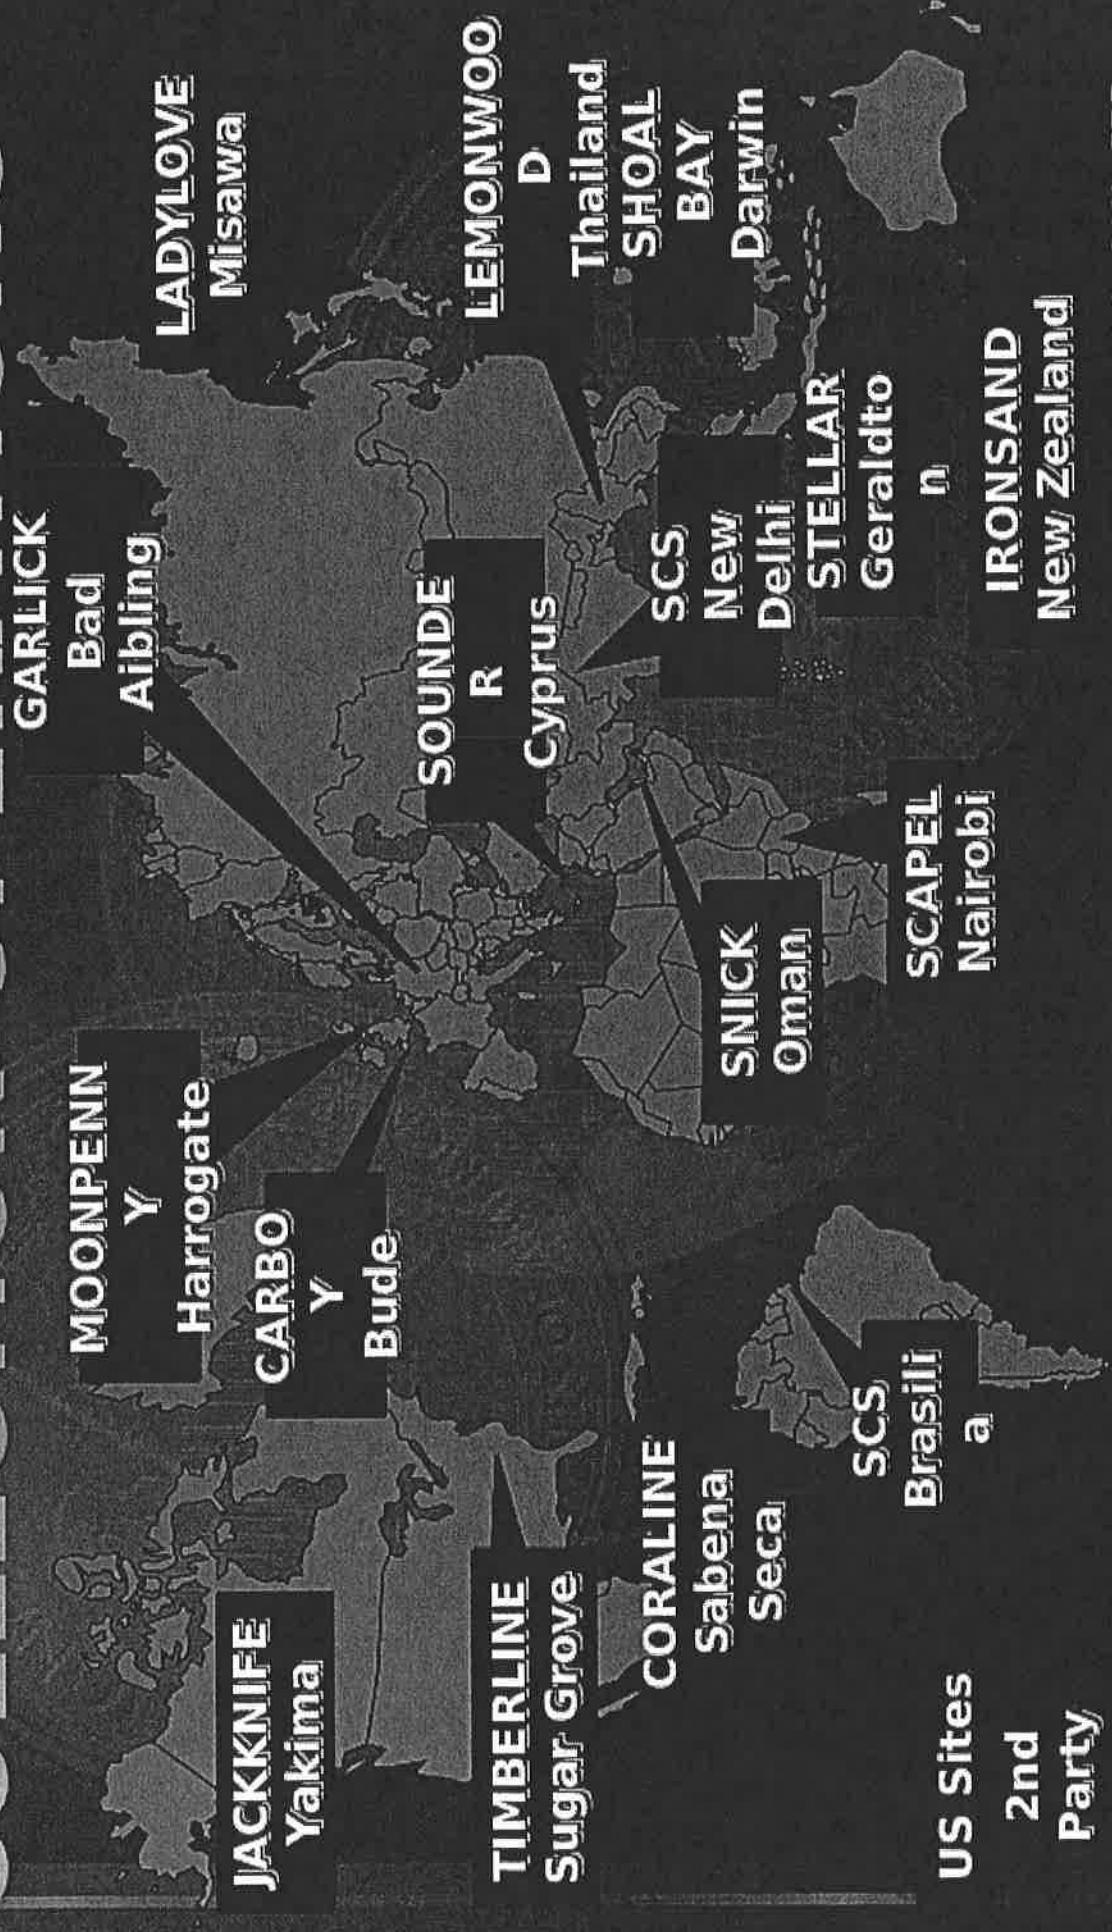 MOONPENN
Y
Harrogate
GARLICK
Bad
Aibling
LADYLOVE
Misawa
JACKKNIFE
Yakima
CARBO
Y
Bude
SOUNDE
R
Cyprus
LEMONWOO
D
Thailand
TIMBERLINE
Sugar Grove
SHOAL
BAY
Darwin
CORALINE
Sabena
Seca
SCS
New
Delhi
SNICK
Oman
STELLAR
Geraldto
n
SCS
Brasili
a
SCAPEL
Nairobi
IRONSAND
New Zealand
US Sites
2nd
Party